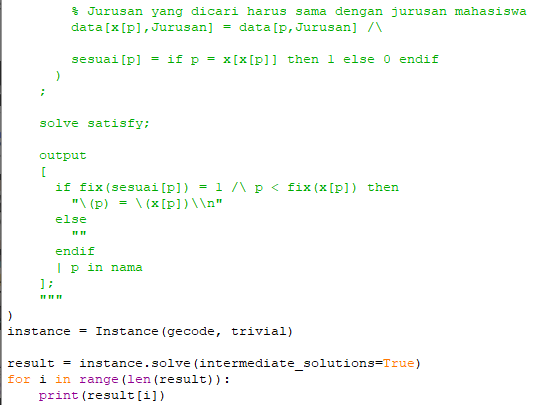 % Jurusan yang dicari harus sama dengan jurusan mahasiswa
data[x[p],Jurusan] = data[p,Jurusan] /\
sesuai[p] = if p = x[x[p]] then 1 else 0 endif
)
;
solve satisfy;
output
[
if fix(sesuai[p]) = 1 /\ p < fix(x[p]) then
"\(p) = \(x[p])\\n"
else
""
endif
| p in nama
];
"""
)
instance = Instance(gecode, trivial)
result = instance.solve(intermediate_solutions=True)
for i in range(len(result)):
print(result[i])